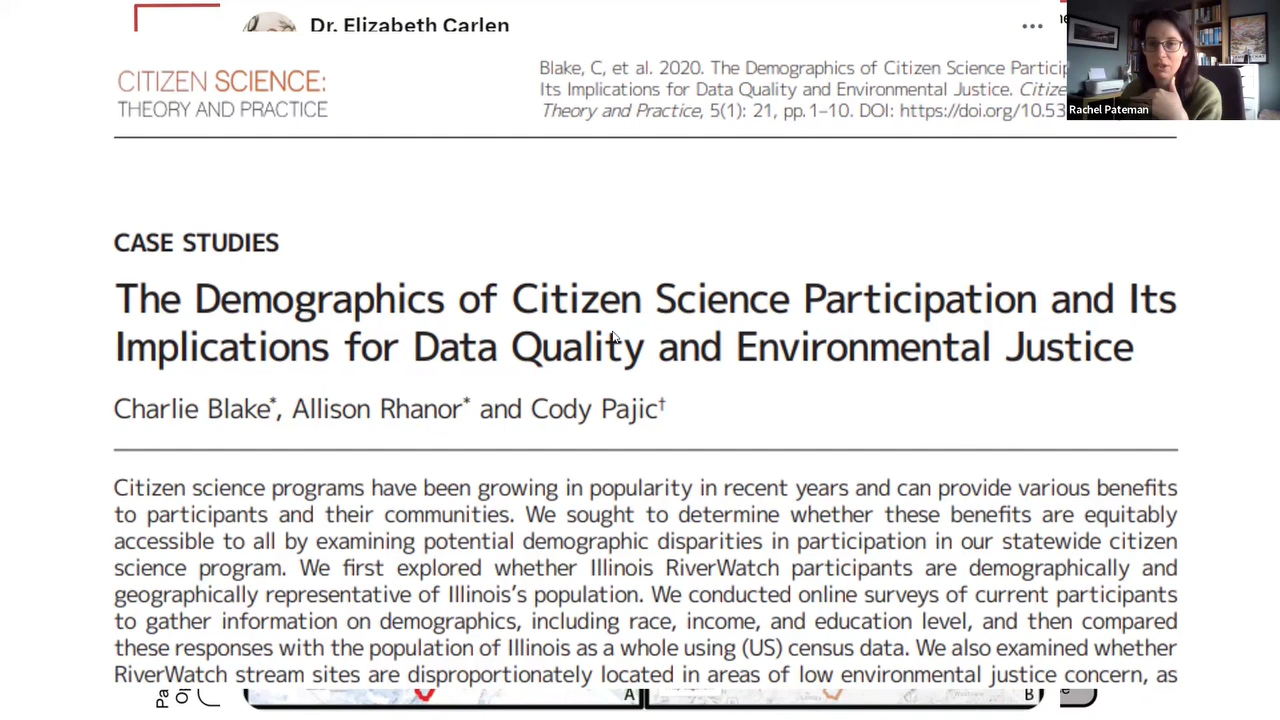 Dr. Elizabeth Carlen
CITIZEN SCIENCE:
THEORY AND PRACTICE
Blake, C, et al. 2020. The Demographics of Citizen Science
Its Implications for Data Quality and Environmental Justice.
Theory and Practice, 5(1): 21, pp. 1–10. DOI: https://doi.org/10.53
Rachel Pateman
CASE STUDIES
The Demographics of Citizen Science Participation and Its
Implications for Data Quality and Environmental Justice
Charlie Blake*, Allison Rhanor* and Cody Pajic†
Citizen science programs have been growing in popularity in recent years and can provide various benefits
to participants and their communities. We sought to determine whether these benefits are equitably
accessible to all by examining potential demographic disparities in participation in our statewide citizen
science program. We first explored whether Illinois RiverWatch participants are demographically and
geographically representative of Illinois's population. We conducted online surveys of current participants
to gather information on demographics, including race, income, and education level, and then compared
these responses with the population of Illinois as a whole using (US) census data. We also examined whether
RiverWatch stream sites are disproportionately located in areas of low environmental justice concern, as
A
B